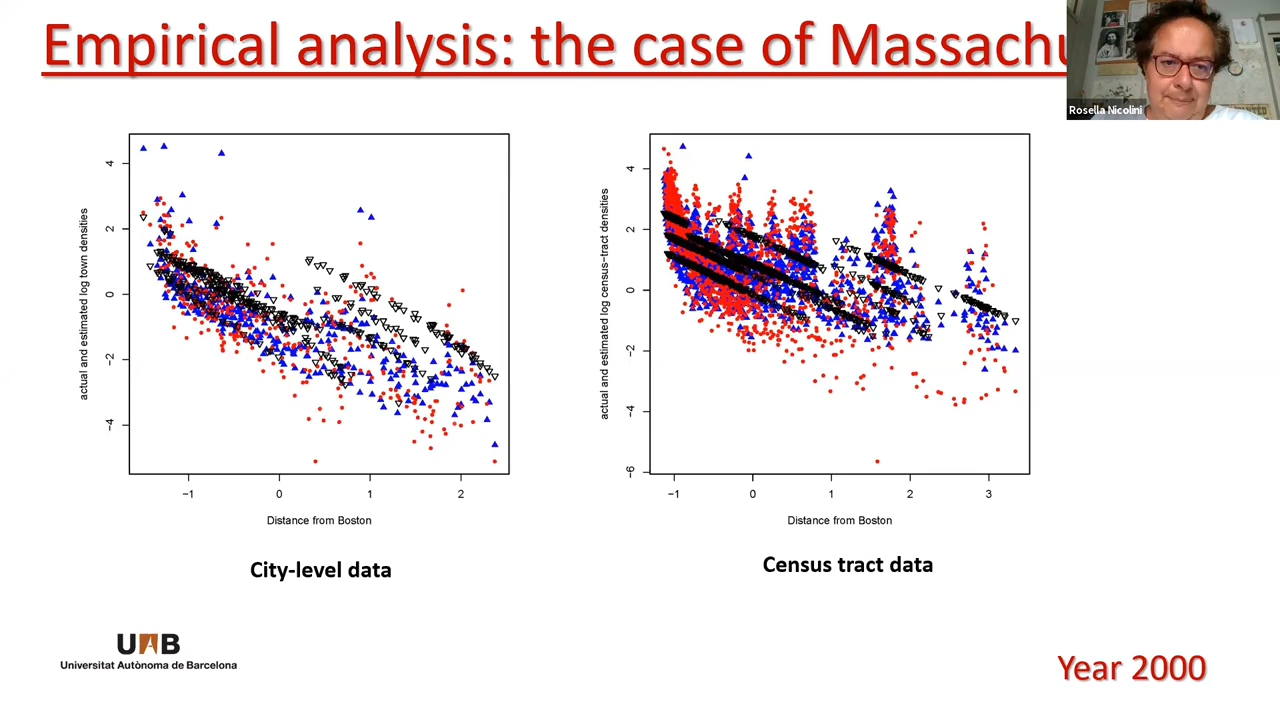 Empirical analysis: the case of Massachu
Rosella Nicolini
actual and estimated log town densities
4
2
0
−2
−4
−1
0
1
2
Distance from Boston
City-level data
actual and estimated log census−tract densities
4
2
0
−2
−4
−6
−1
0
1
2
3
Distance from Boston
Census tract data
UAB
Universitat Autònoma de Barcelona
Year 2000